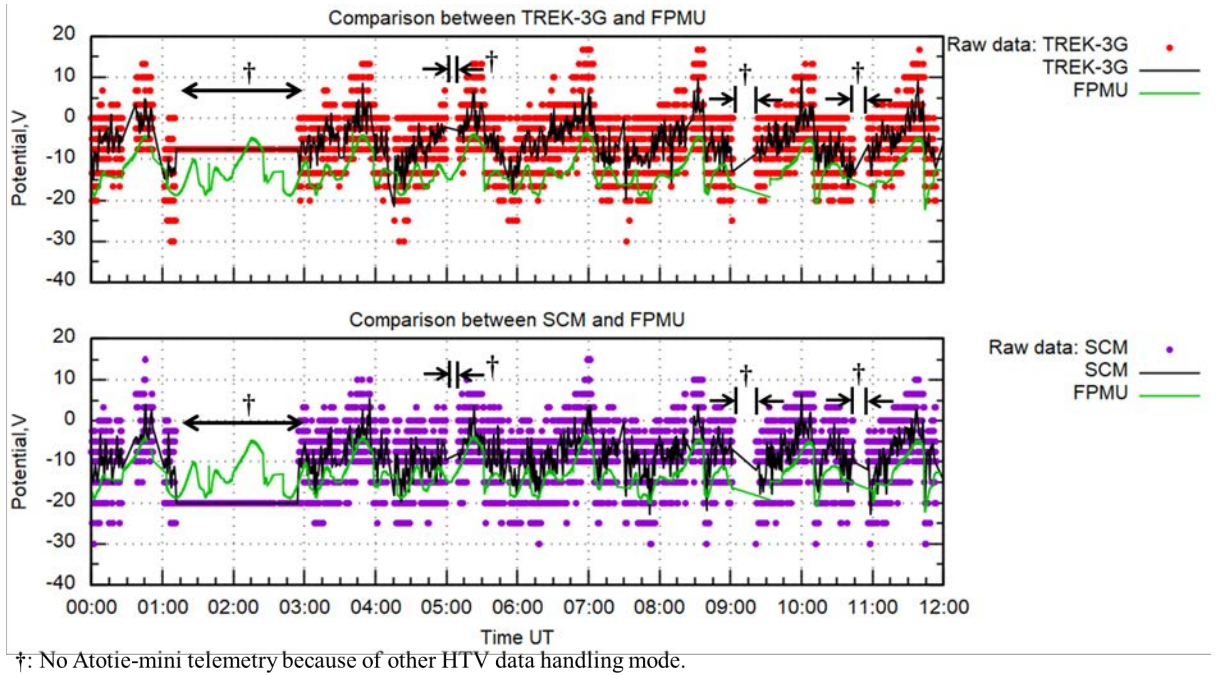 Comparison between TREK-3G and FPMU
20
10
0
-10
-20
-30
-40
Potential,V
†
†
†
†
Raw data: TREK-3G
TREK-3G
FPMU
Comparison between SCM and FPMU
20
10
0
-10
-20
-30
-40
Potential,V
†
†
†
†
Raw data: SCM
SCM
FPMU
00:00 01:00 02:00 03:00 04:00 05:00 06:00 07:00 08:00 09:00 10:00 11:00 12:00
Time UT
†: No Atotie-mini telemetry because of other HTV data handling mode.